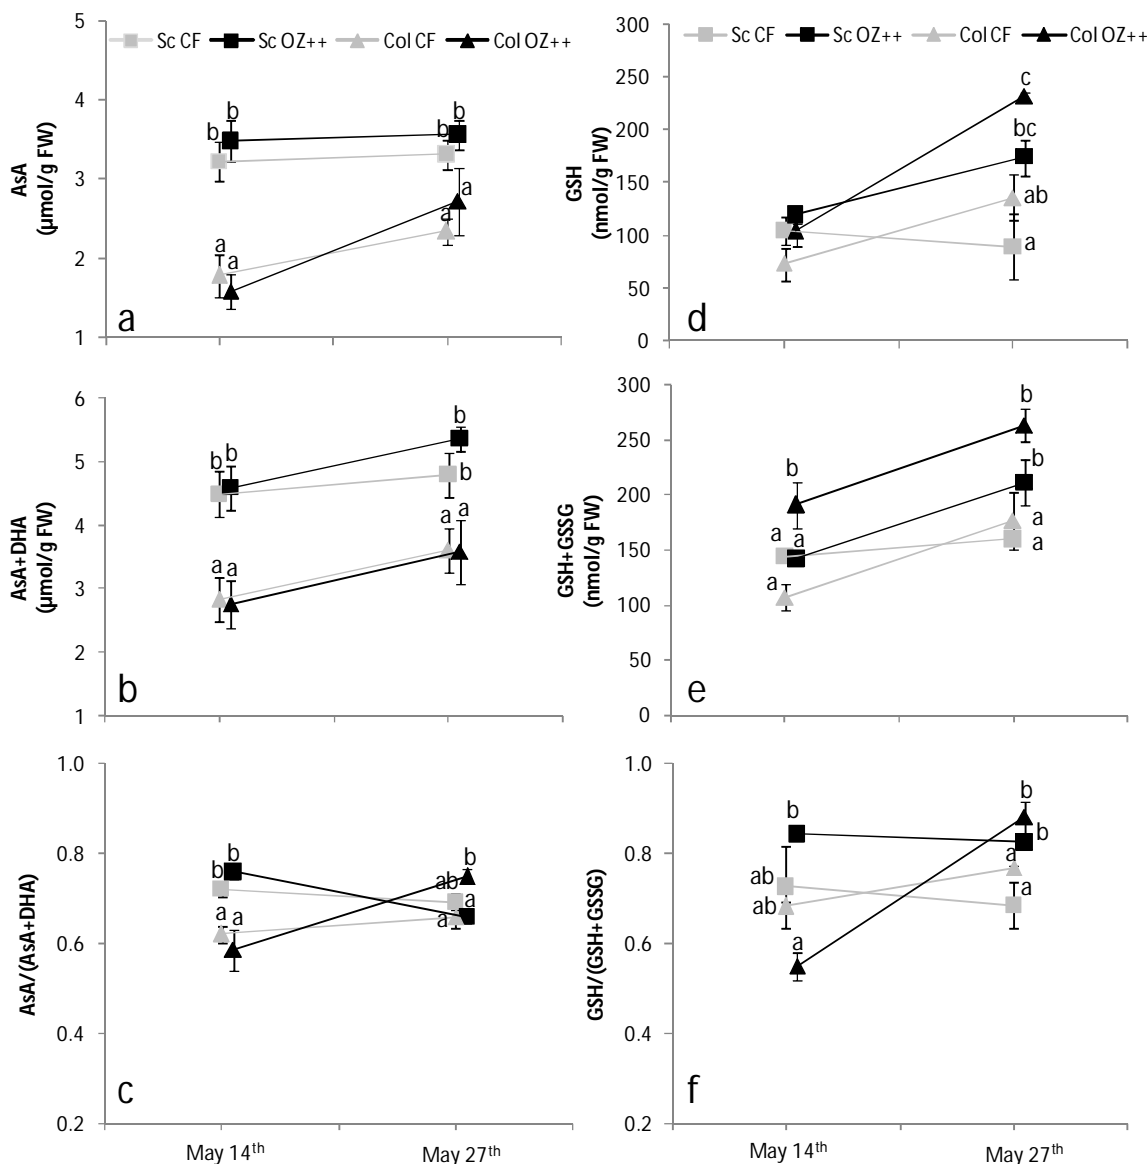 Sc CF Sc OZ++ Col CF Col OZ++
5
4
3
2
1
AsA
(µmol/g FW)
b b b b
a a a a
a
Sc CF Sc OZ++ Col CF Col OZ++
300
250
200
150
100
50
0
GSH
(nmol/g FW)
c
bc
ab
a
d
6
5
4
3
2
1
AsA+DHA
(µmol/g FW)
b b b b
a a a a
b
300
250
200
150
100
50
0
GSH+GSSG
(nmol/g FW)
b b
b
a a a
a a
e
1.0
0.8
0.6
0.4
0.2
AsA/(AsA+DHA)
b b b
ab
a a a a
c
May 14th May 27th
1.0
0.8
0.6
0.4
0.2
GSH/(GSH+GSSG)
b b
b
ab a
ab a
a
f
May 14th May 27th